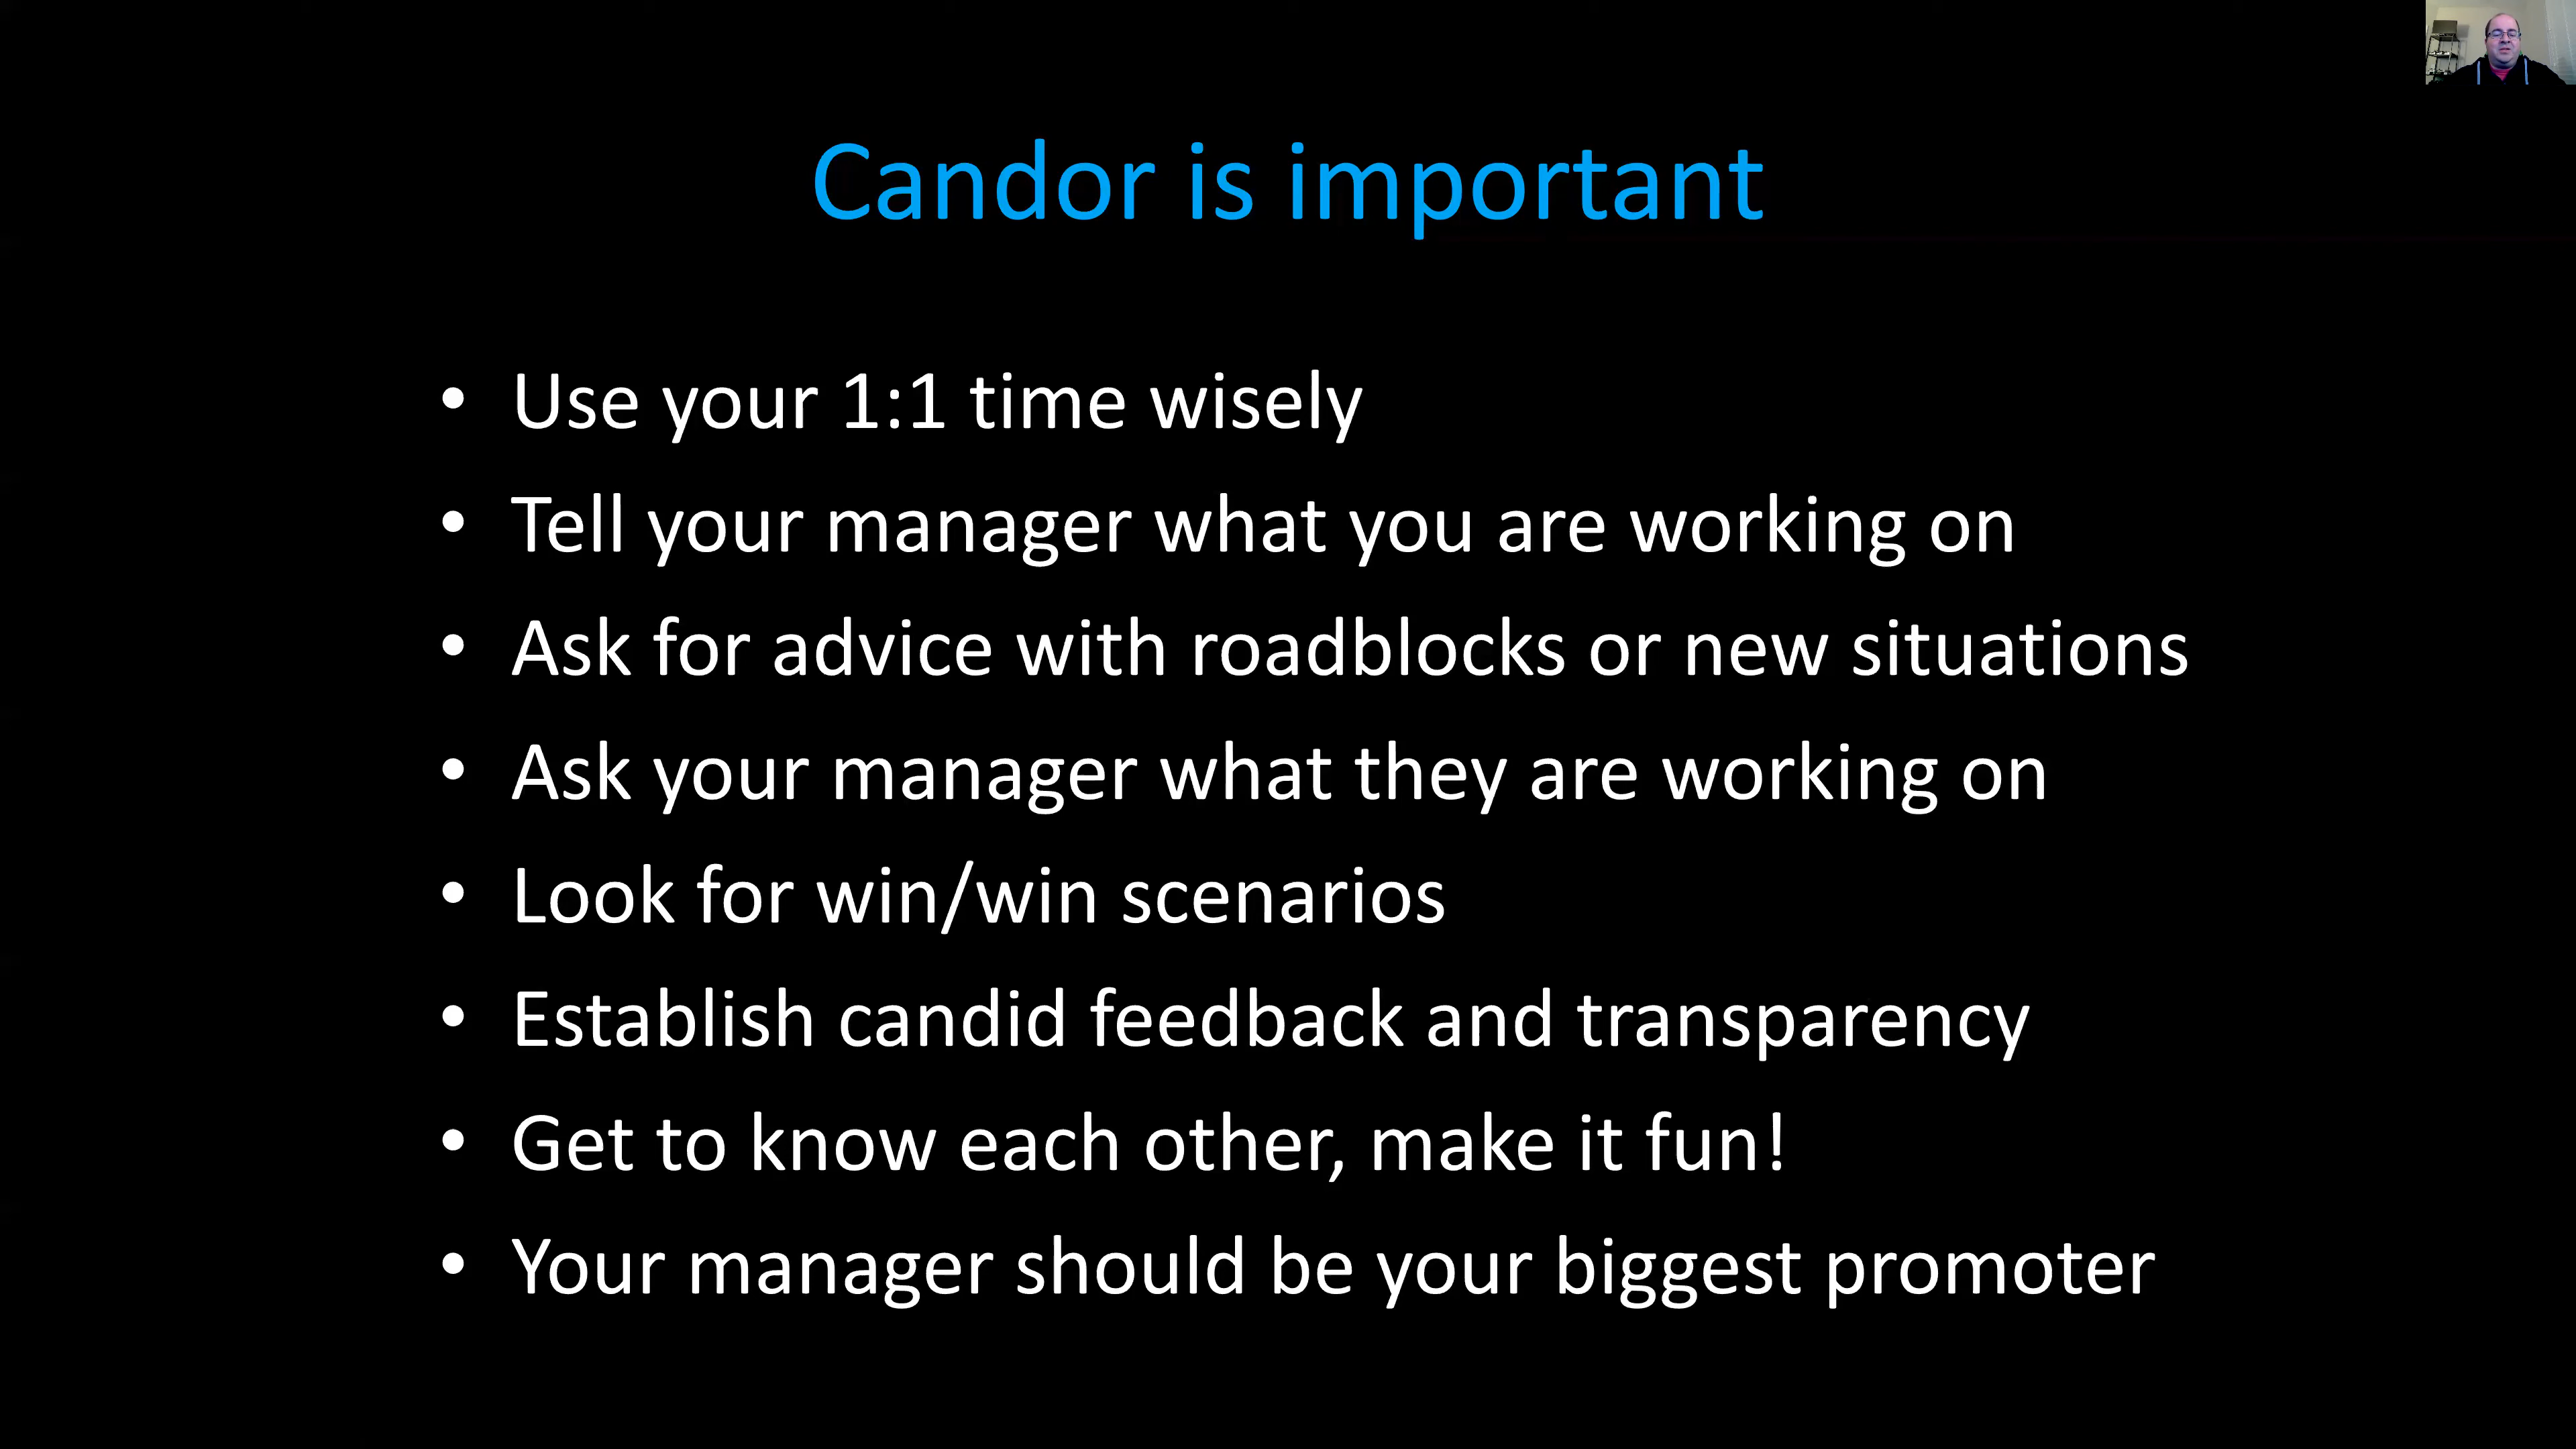 Candor is important
• Use your 1:1 time wisely
• Tell your manager what you are working on
• Ask for advice with roadblocks or new situations
• Ask your manager what they are working on
• Look for win/win scenarios
• Establish candid feedback and transparency
• Get to know each other, make it fun!
• Your manager should be your biggest promoter